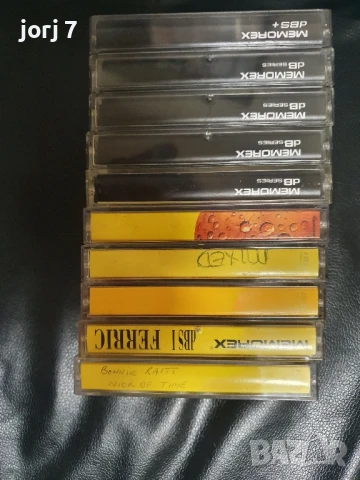 jorj 7
MEMOREX
dBS+
MEMOREX
dB SERIES
MEMOREX
dB SERIES
MEMOREX
dB SERIES
MEMOREX
dB SERIES
MIXED
MEMOREX dBS I FERRIC
BONNIE RAITT
NICK OF TIME
BAZAR